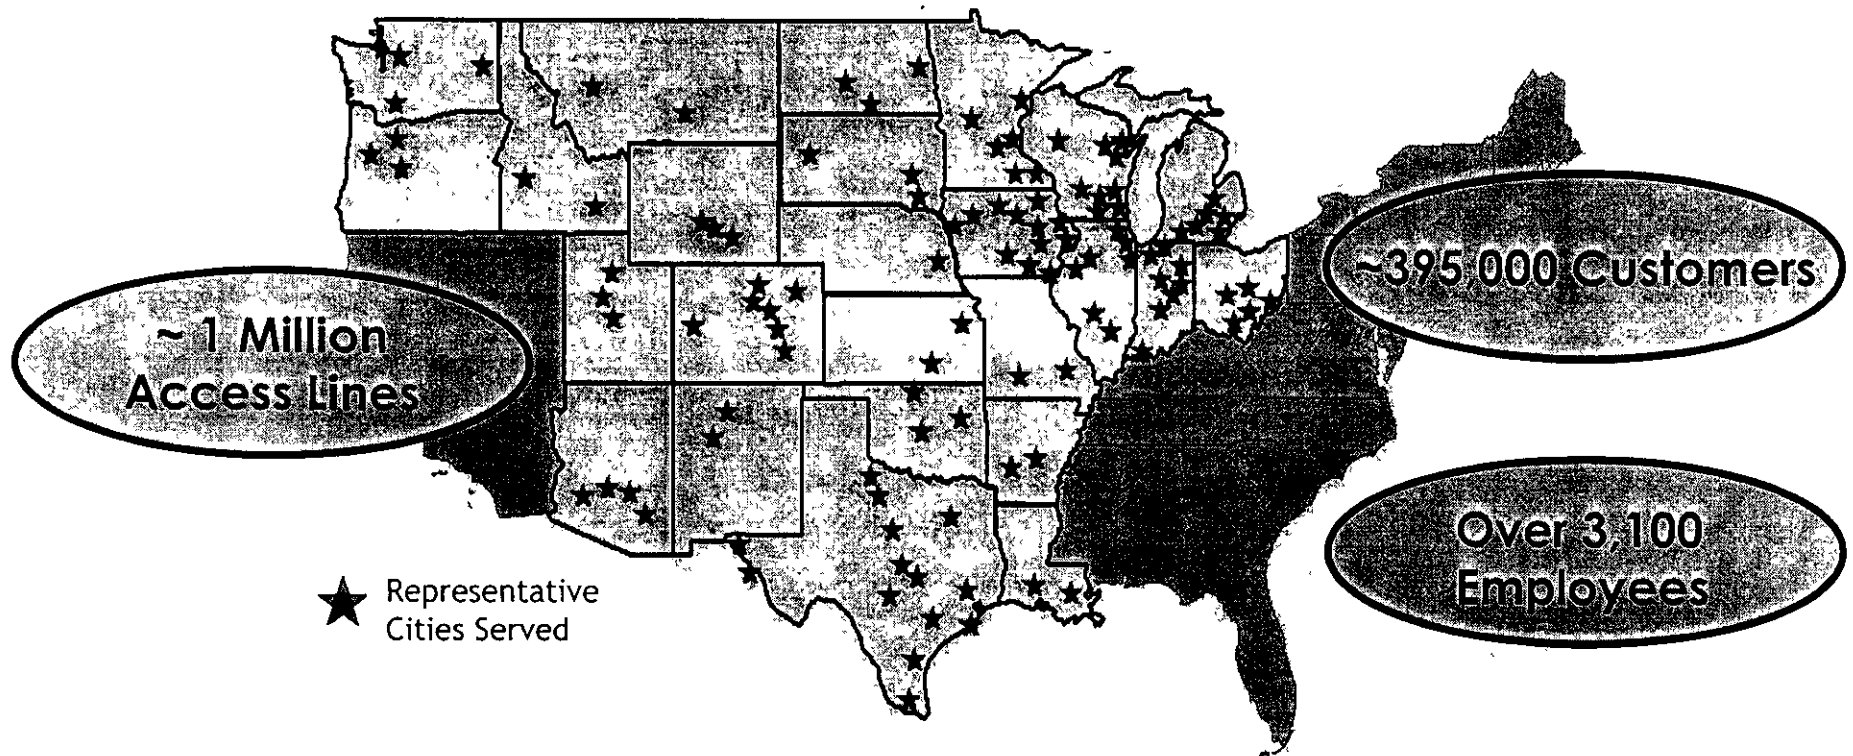 ~395,000 Customers
~ 1 Million
Access Lines
Over 3,100
Employees
Representative
Cities Served